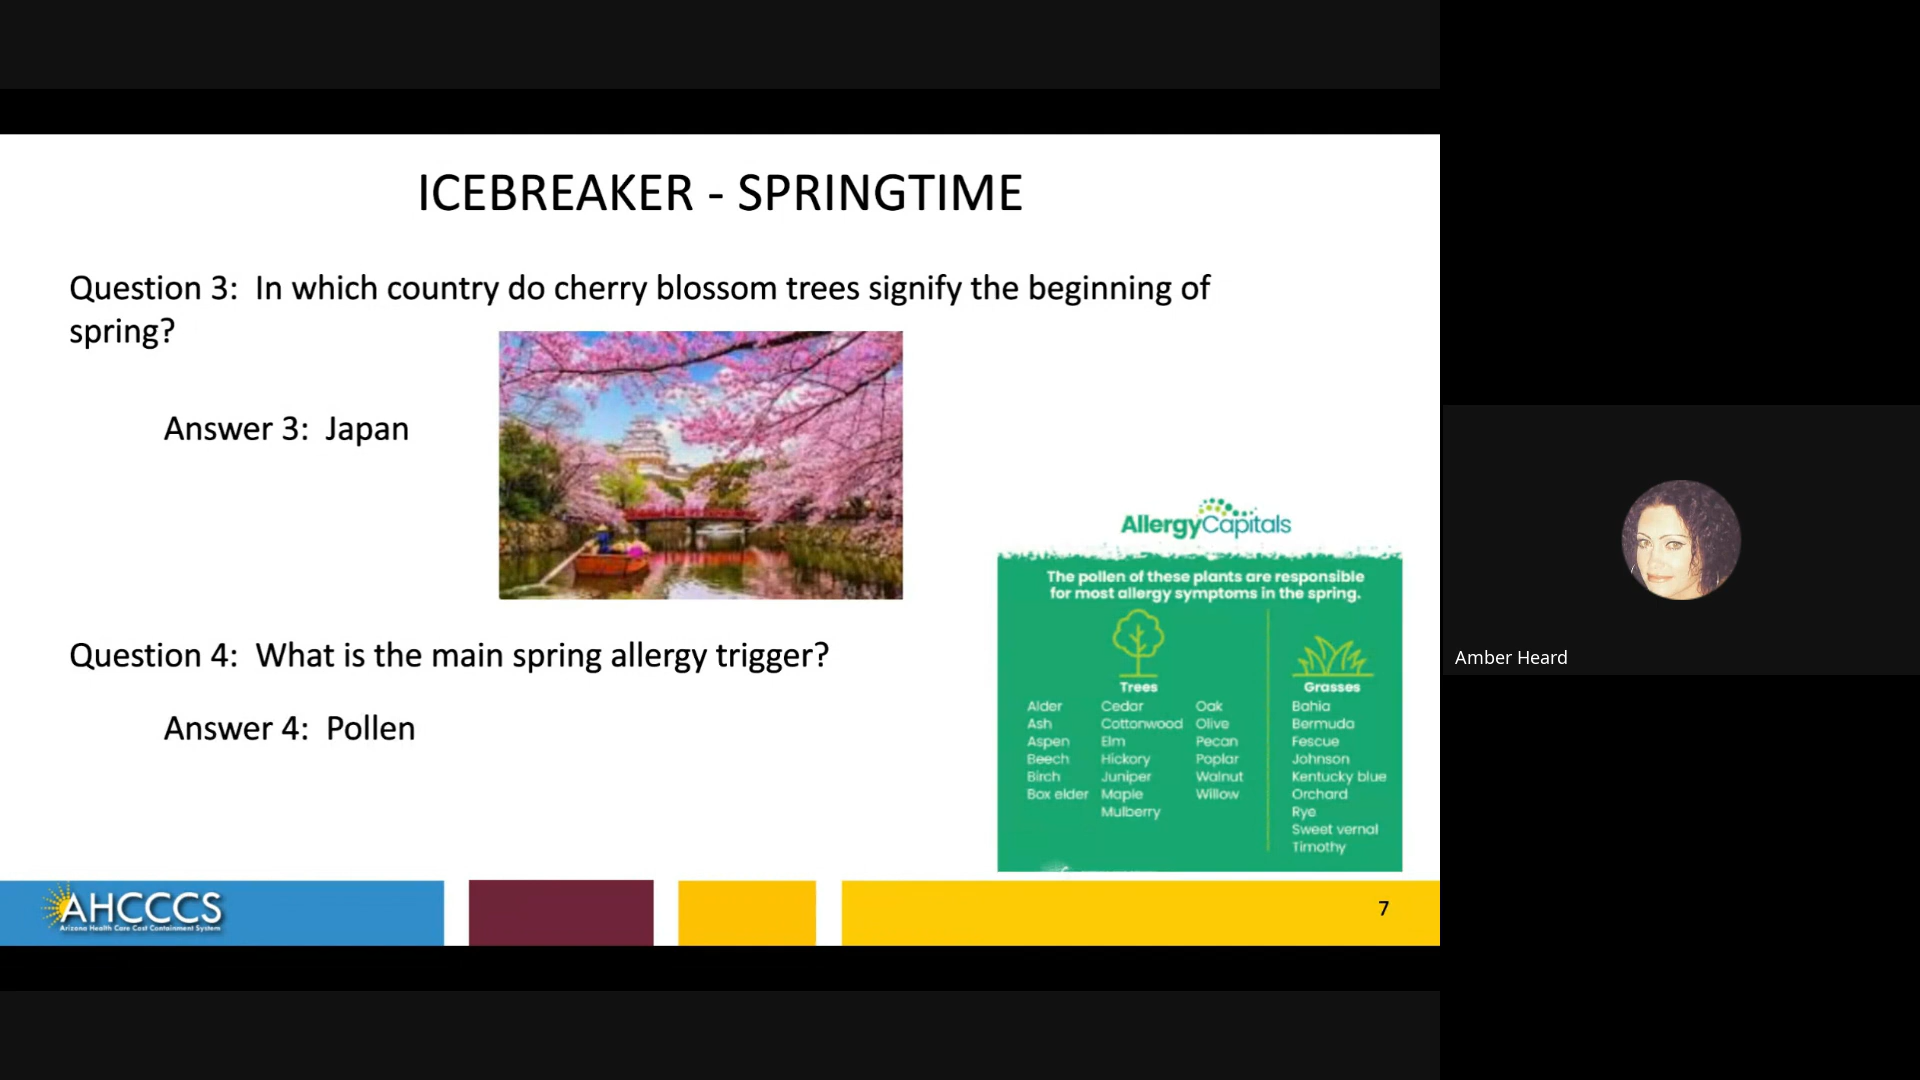 ICEBREAKER - SPRINGTIME
Question 3:  In which country do cherry blossom trees signify the beginning of
spring?
Answer 3:  Japan
Question 4:  What is the main spring allergy trigger?
Answer 4:  Pollen
AllergyCapitals
The pollen of these plants are responsible
for most allergy symptoms in the spring.
Trees
Alder
Ash
Aspen
Beech
Birch
Box elder
Cedar
Cottonwood
Elm
Hickory
Juniper
Maple
Mulberry
Oak
Olive
Pecan
Poplar
Walnut
Willow
Grasses
Bahia
Bermuda
Fescue
Johnson
Kentucky blue
Orchard
Rye
Sweet vernal
Timothy
AHCCCS
Arizona Health Care Cost Containment System
7
Amber Heard